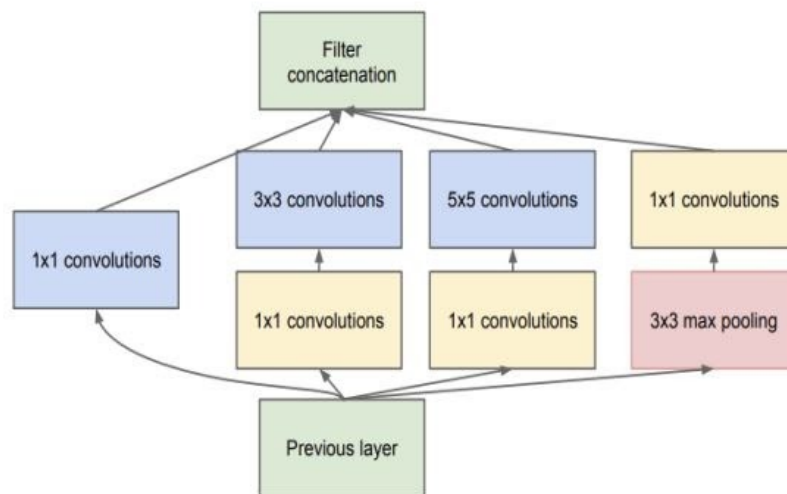 Filter
concatenation
3x3 convolutions
5x5 convolutions
1x1 convolutions
1x1 convolutions
1x1 convolutions
1x1 convolutions
3x3 max pooling
Previous layer